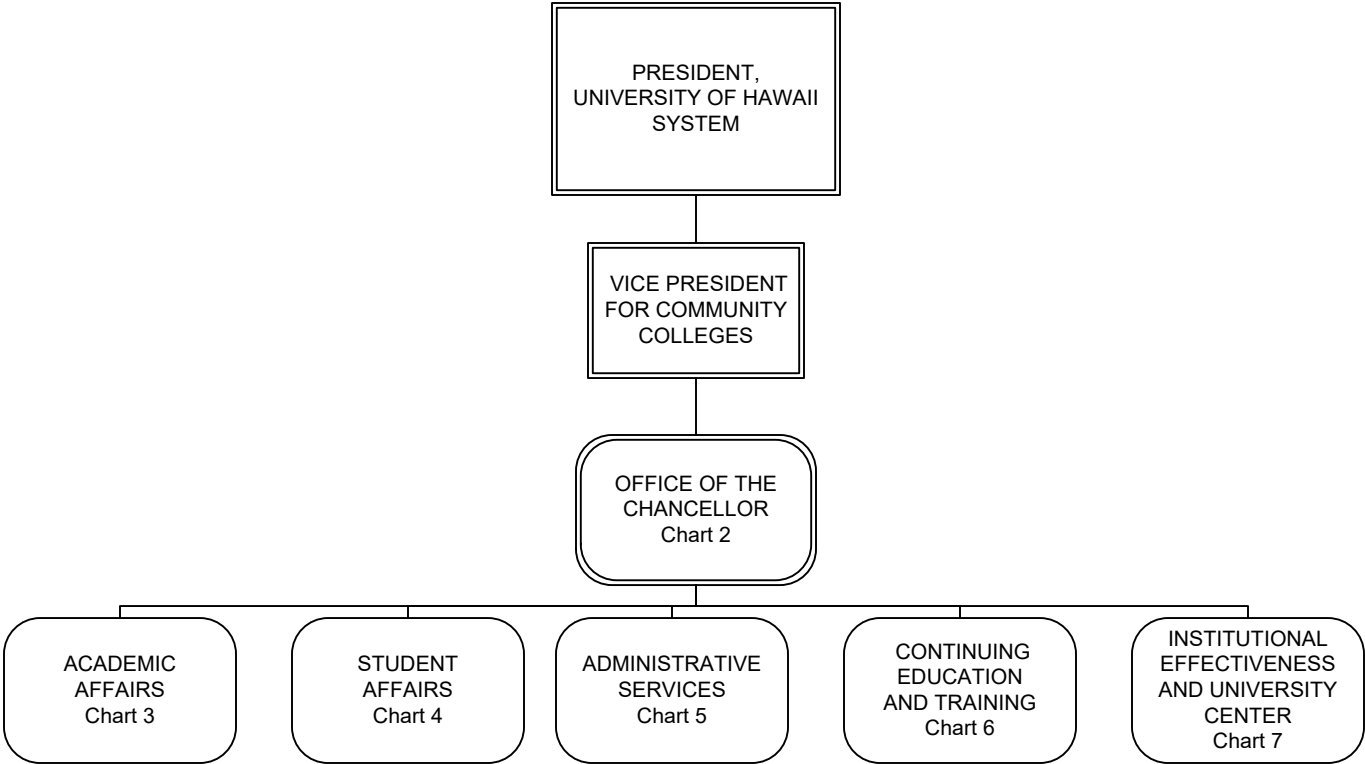 PRESIDENT,
UNIVERSITY OF HAWAII
SYSTEM
VICE PRESIDENT
FOR COMMUNITY
COLLEGES
OFFICE OF THE
CHANCELLOR
Chart 2
ACADEMIC
AFFAIRS
Chart 3
STUDENT
AFFAIRS
Chart 4
ADMINISTRATIVE
SERVICES
Chart 5
CONTINUING
EDUCATION
AND TRAINING
Chart 6
INSTITUTIONAL
EFFECTIVENESS
AND UNIVERSITY
CENTER
Chart 7